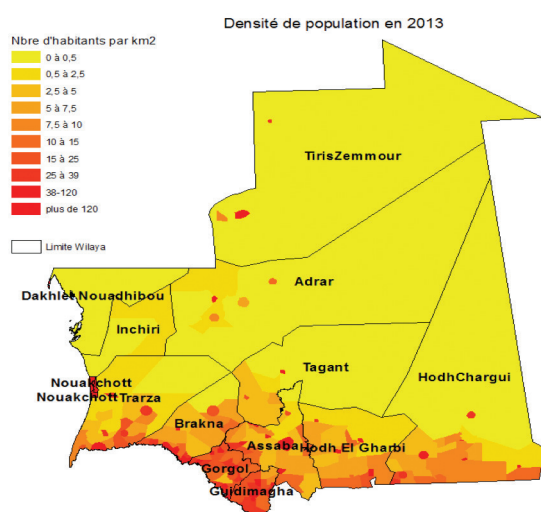 Densité de population en 2013
Nbre d'habitants par km2
0 à 0,5
0,5 à 2,5
2,5 à 5
5 à 7,5
7,5 à 10
10 à 15
15 à 25
25 à 39
38-120
plus de 120
Limite Wilaya
TirisZemmour
Adrar
Dakhlet Nouadhibou
Inchiri
Tagant
HodhChargui
Nouakchott
NouakchottTrarza
Brakna
Assaba
Hodh El Gharbi
Gorgol
Guidimagha